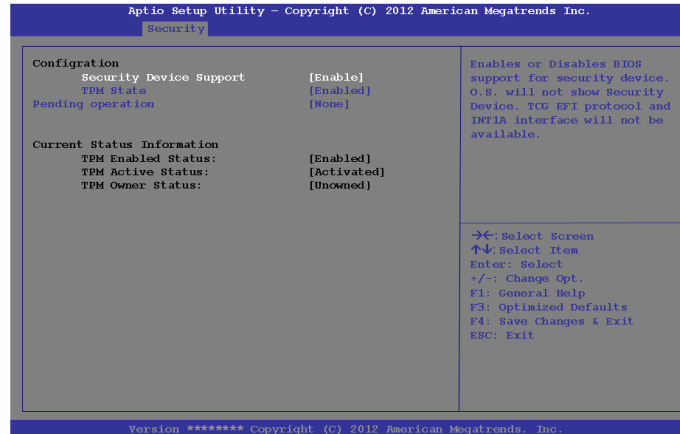 Aptio Setup Utility – Copyright (C) 2012 American Megatrends Inc.
Security
Configration
Security Device Support [Enable]
TPM State [Enabled]
Pending operation [None]
Current Status Information
TPM Enabled Status: [Enabled]
TPM Active Status: [Activated]
TPM Owner Status: [Unowned}
Enables or Disables BIOS
support for security device.
O.S. will not show Security
Device. TCG EFI protocol and
INT1A interface will not be
available.
→←:Select Screen
↑↓:Select Item
Enter: Select
+/-: Change Opt.
F1: General Help
F3: Optimized Defaults
F4: Save Changes & Exit
ESC: Exit
Version ******** Copyright (C) 2012 American Megatrends. Inc.